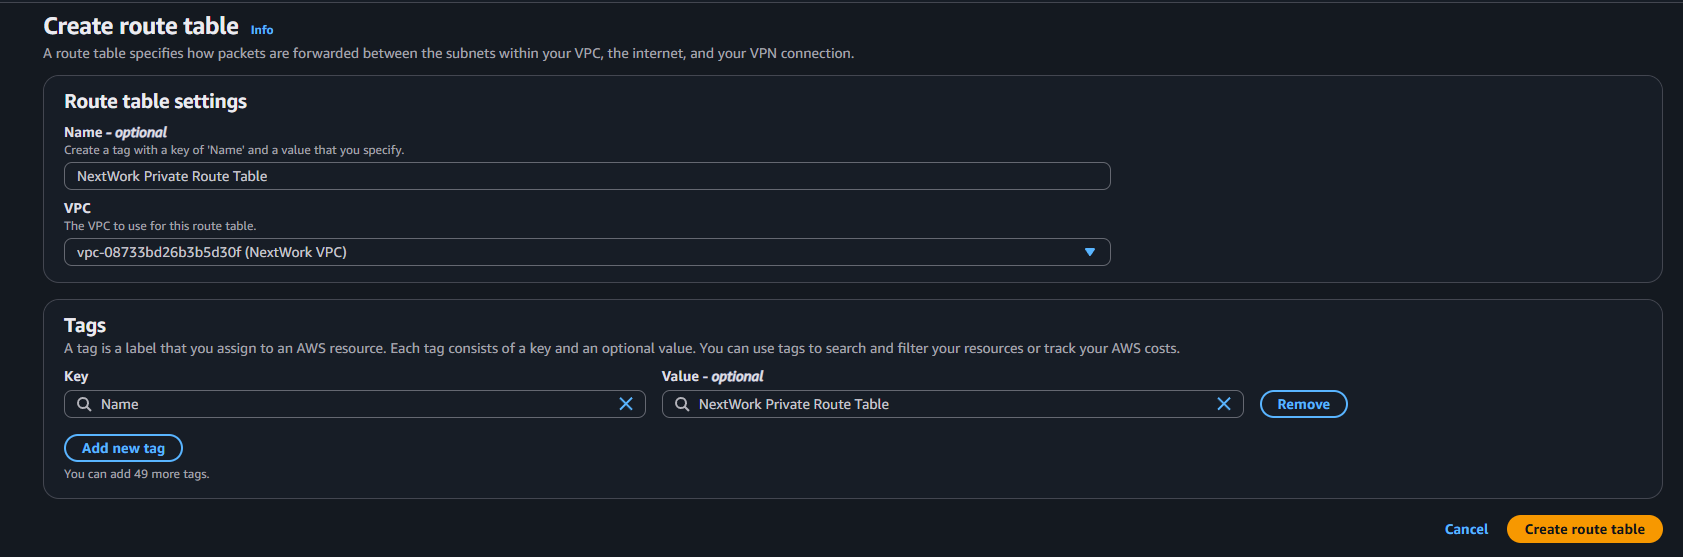 Create route table Info
A route table specifies how packets are forwarded between the subnets within your VPC, the internet, and your VPN connection.
Route table settings
Name - optional
Create a tag with a key of 'Name' and a value that you specify.
NextWork Private Route Table
VPC
The VPC to use for this route table.
vpc-08733bd26b3b5d30f (NextWork VPC)
Tags
A tag is a label that you assign to an AWS resource. Each tag consists of a key and an optional value. You can use tags to search and filter your resources or track your AWS costs.
Key Value - optional
Name NextWork Private Route Table Remove
Add new tag
You can add 49 more tags.
Cancel Create route table